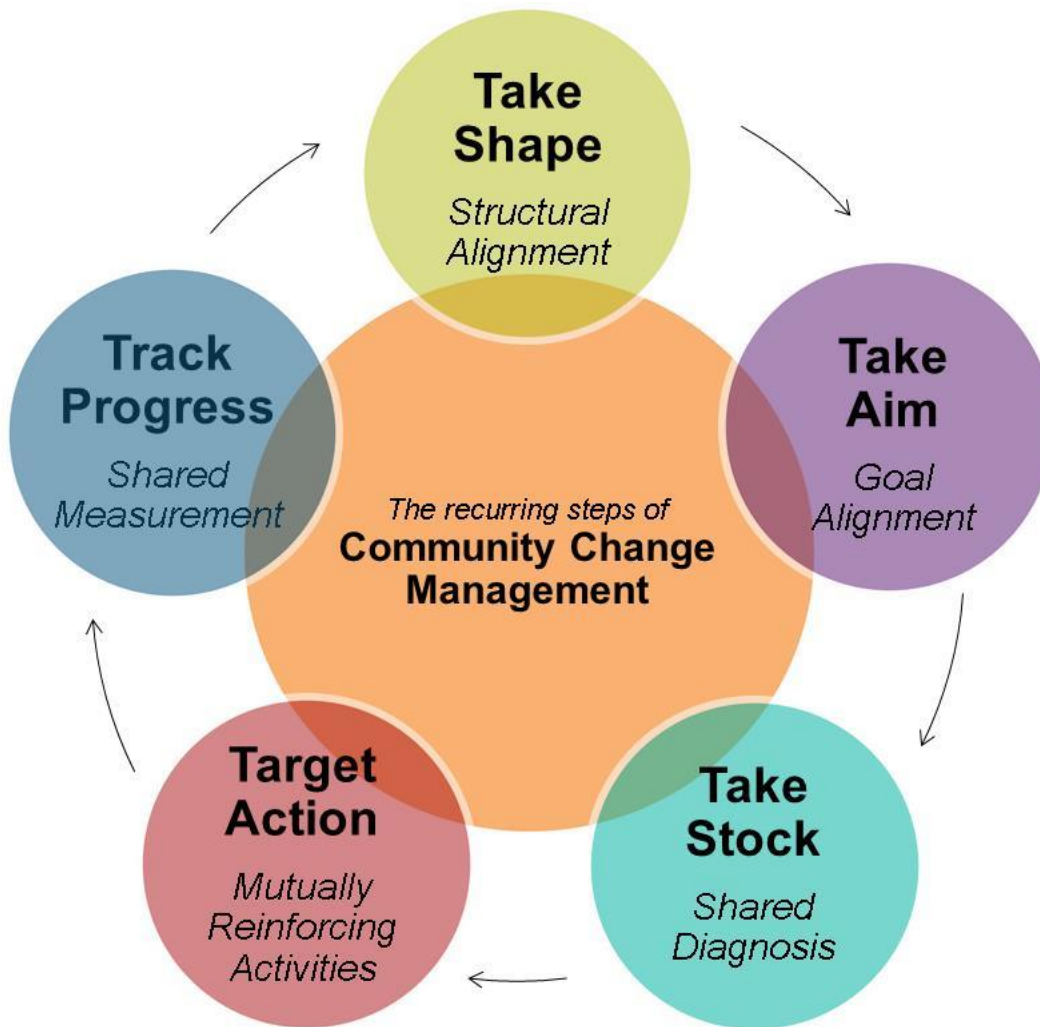 Take
Shape
Structural
Alignment
Take
Aim
Goal
Alignment
Take
Stock
Shared
Diagnosis
Target
Action
Mutually
Reinforcing
Activities
Track
Progress
Shared
Measurement
The recurring steps of
Community Change
Management